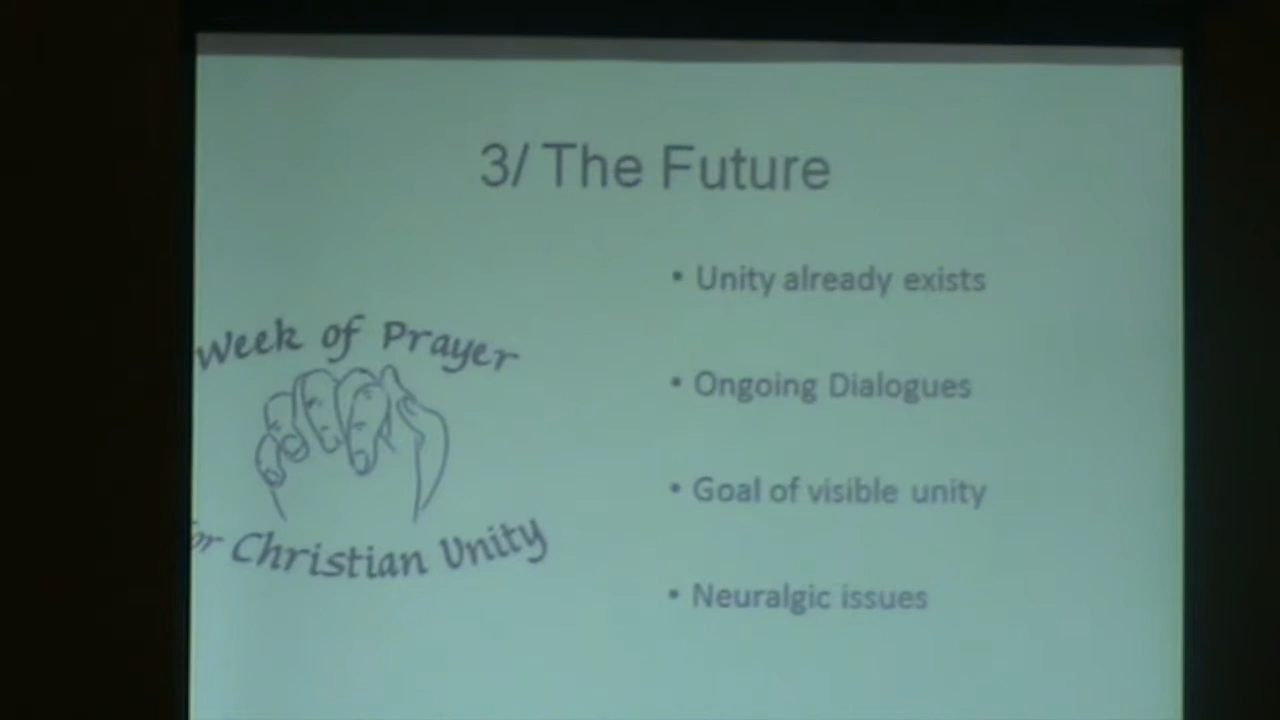 3/ The Future
Week of Prayer
or Christian Unity
• Unity already exists
• Ongoing Dialogues
• Goal of visible unity
• Neuralgic issues